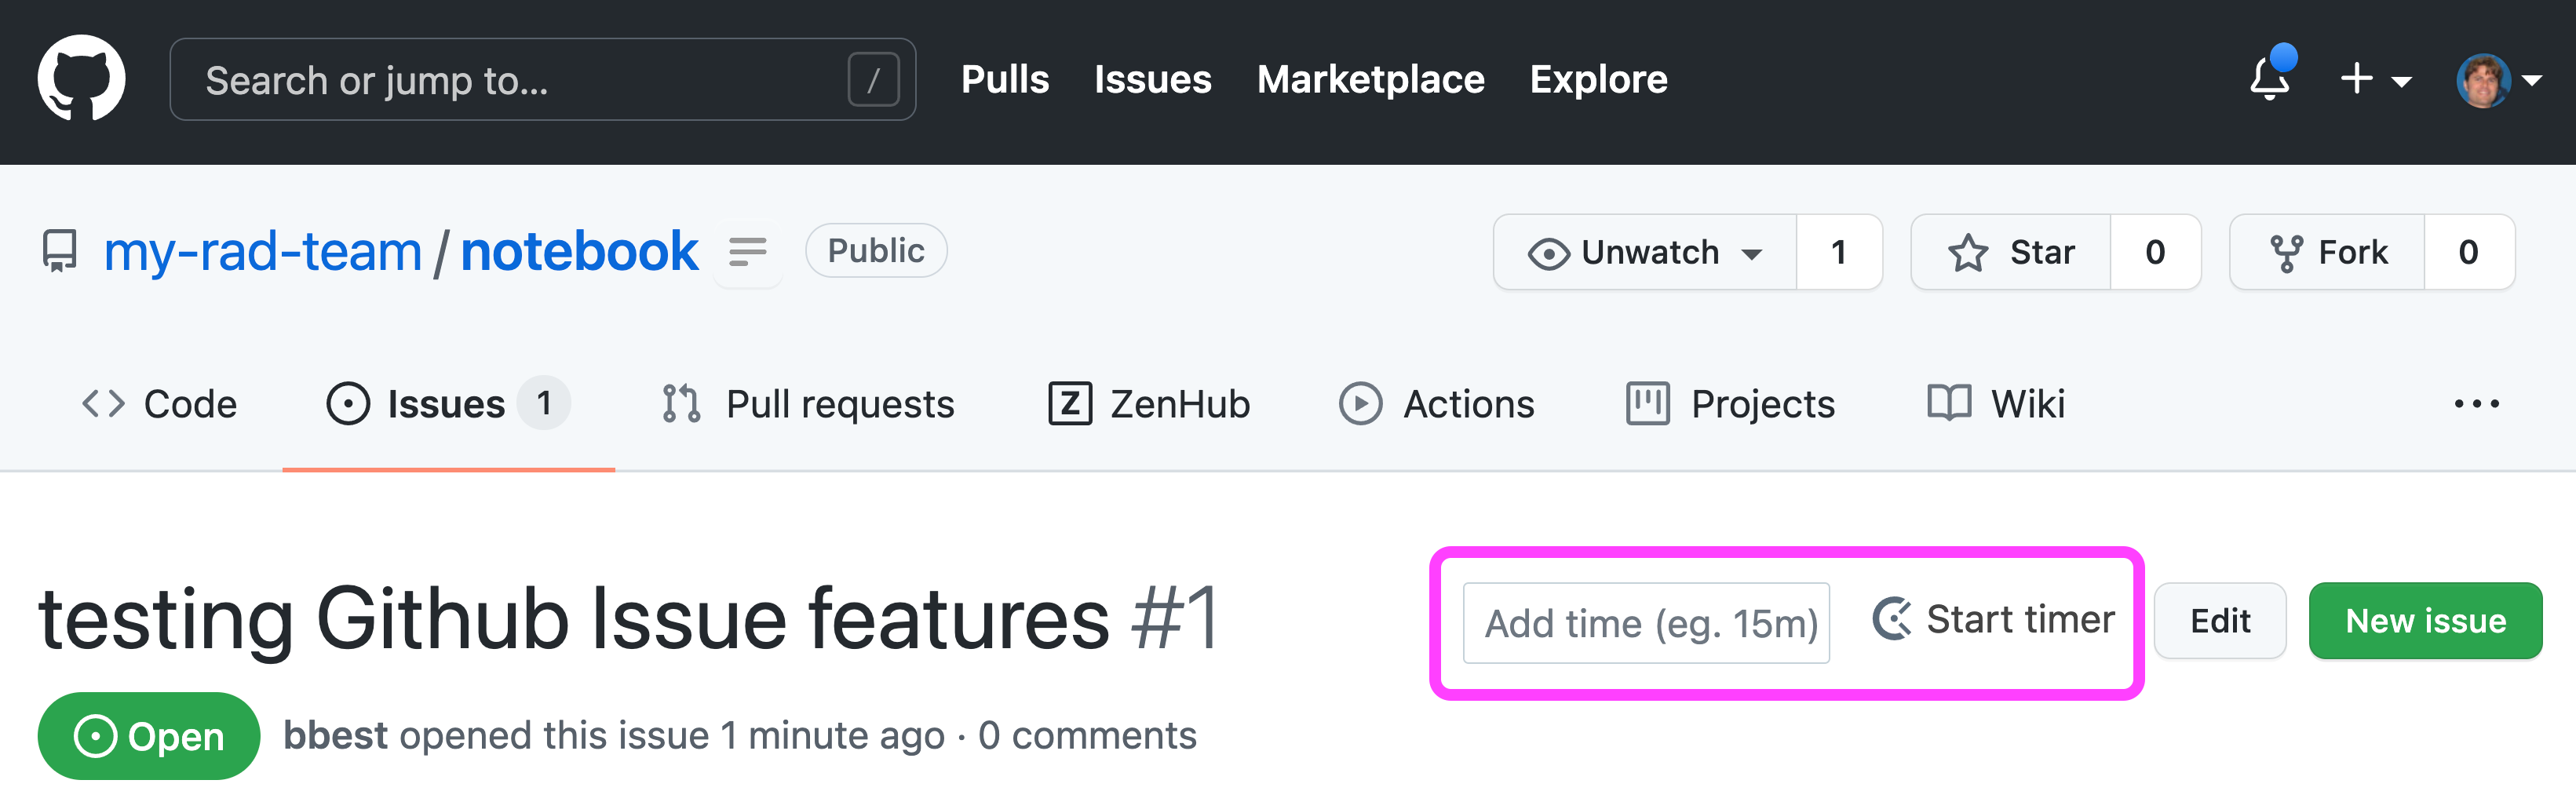 Search or jump to... / Pulls Issues Marketplace Explore
my-rad-team / notebook Public Unwatch 1 Star 0 Fork 0
Code Issues 1 Pull requests Z ZenHub Actions Projects Wiki ...
testing Github Issue features #1 Add time (eg. 15m) Start timer Edit New issue
Open bbest opened this issue 1 minute ago · 0 comments